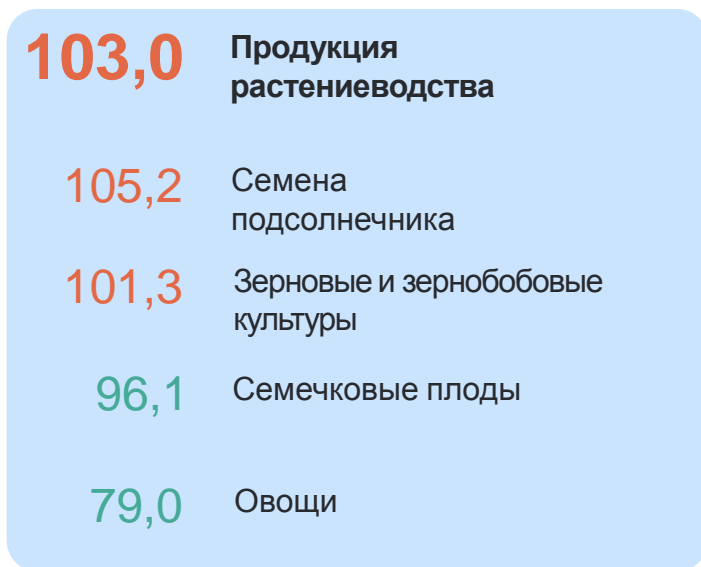 103,0 Продукция
растениеводства
105,2 Семена
подсолнечника
101,3 Зерновые и зернобобовые
культуры
96,1 Семечковые плоды
79,0 Овощи